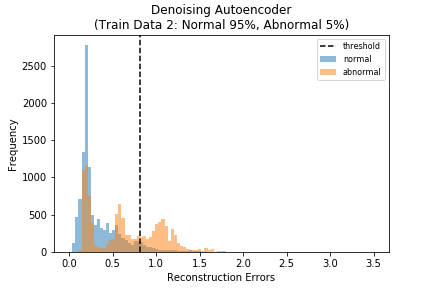 Denoising Autoencoder
(Train Data 2: Normal 95%, Abnormal 5%)
threshold
normal
abnormal
Frequency
2500
2000
1500
1000
500
0
0.0 0.5 1.0 1.5 2.0 2.5 3.0 3.5
Reconstruction Errors